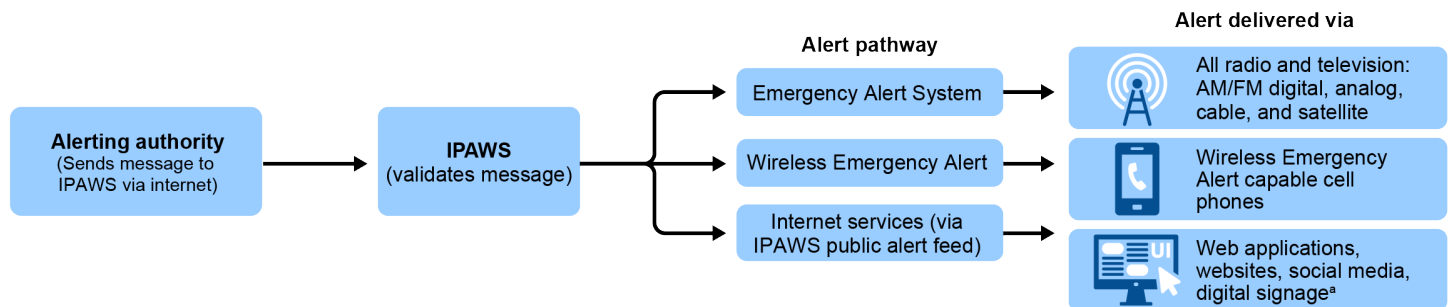 Alert pathway
Alert delivered via
Alerting authority
(Sends message to
IPAWS via internet)
IPAWS
(validates message)
Emergency Alert System
Wireless Emergency Alert
Internet services (via
IPAWS public alert feed)
All radio and television:
AM/FM digital, analog,
cable, and satellite
Wireless Emergency
Alert capable cell
phones
UI
Web applications,
websites, social media,
digital signageᵃ